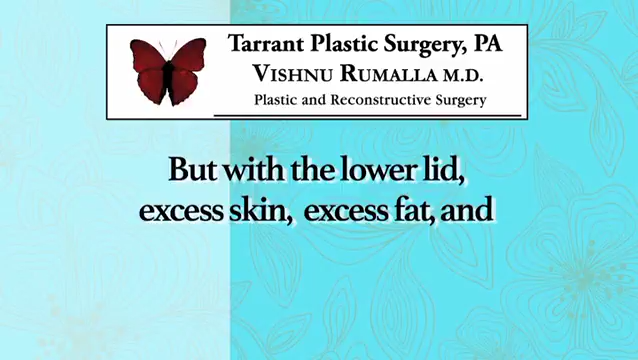 Tarrant Plastic Surgery, PA
Vishnu Rumalla M.D.
Plastic and Reconstructive Surgery
But with the lower lid,
excess skin, excess fat, and